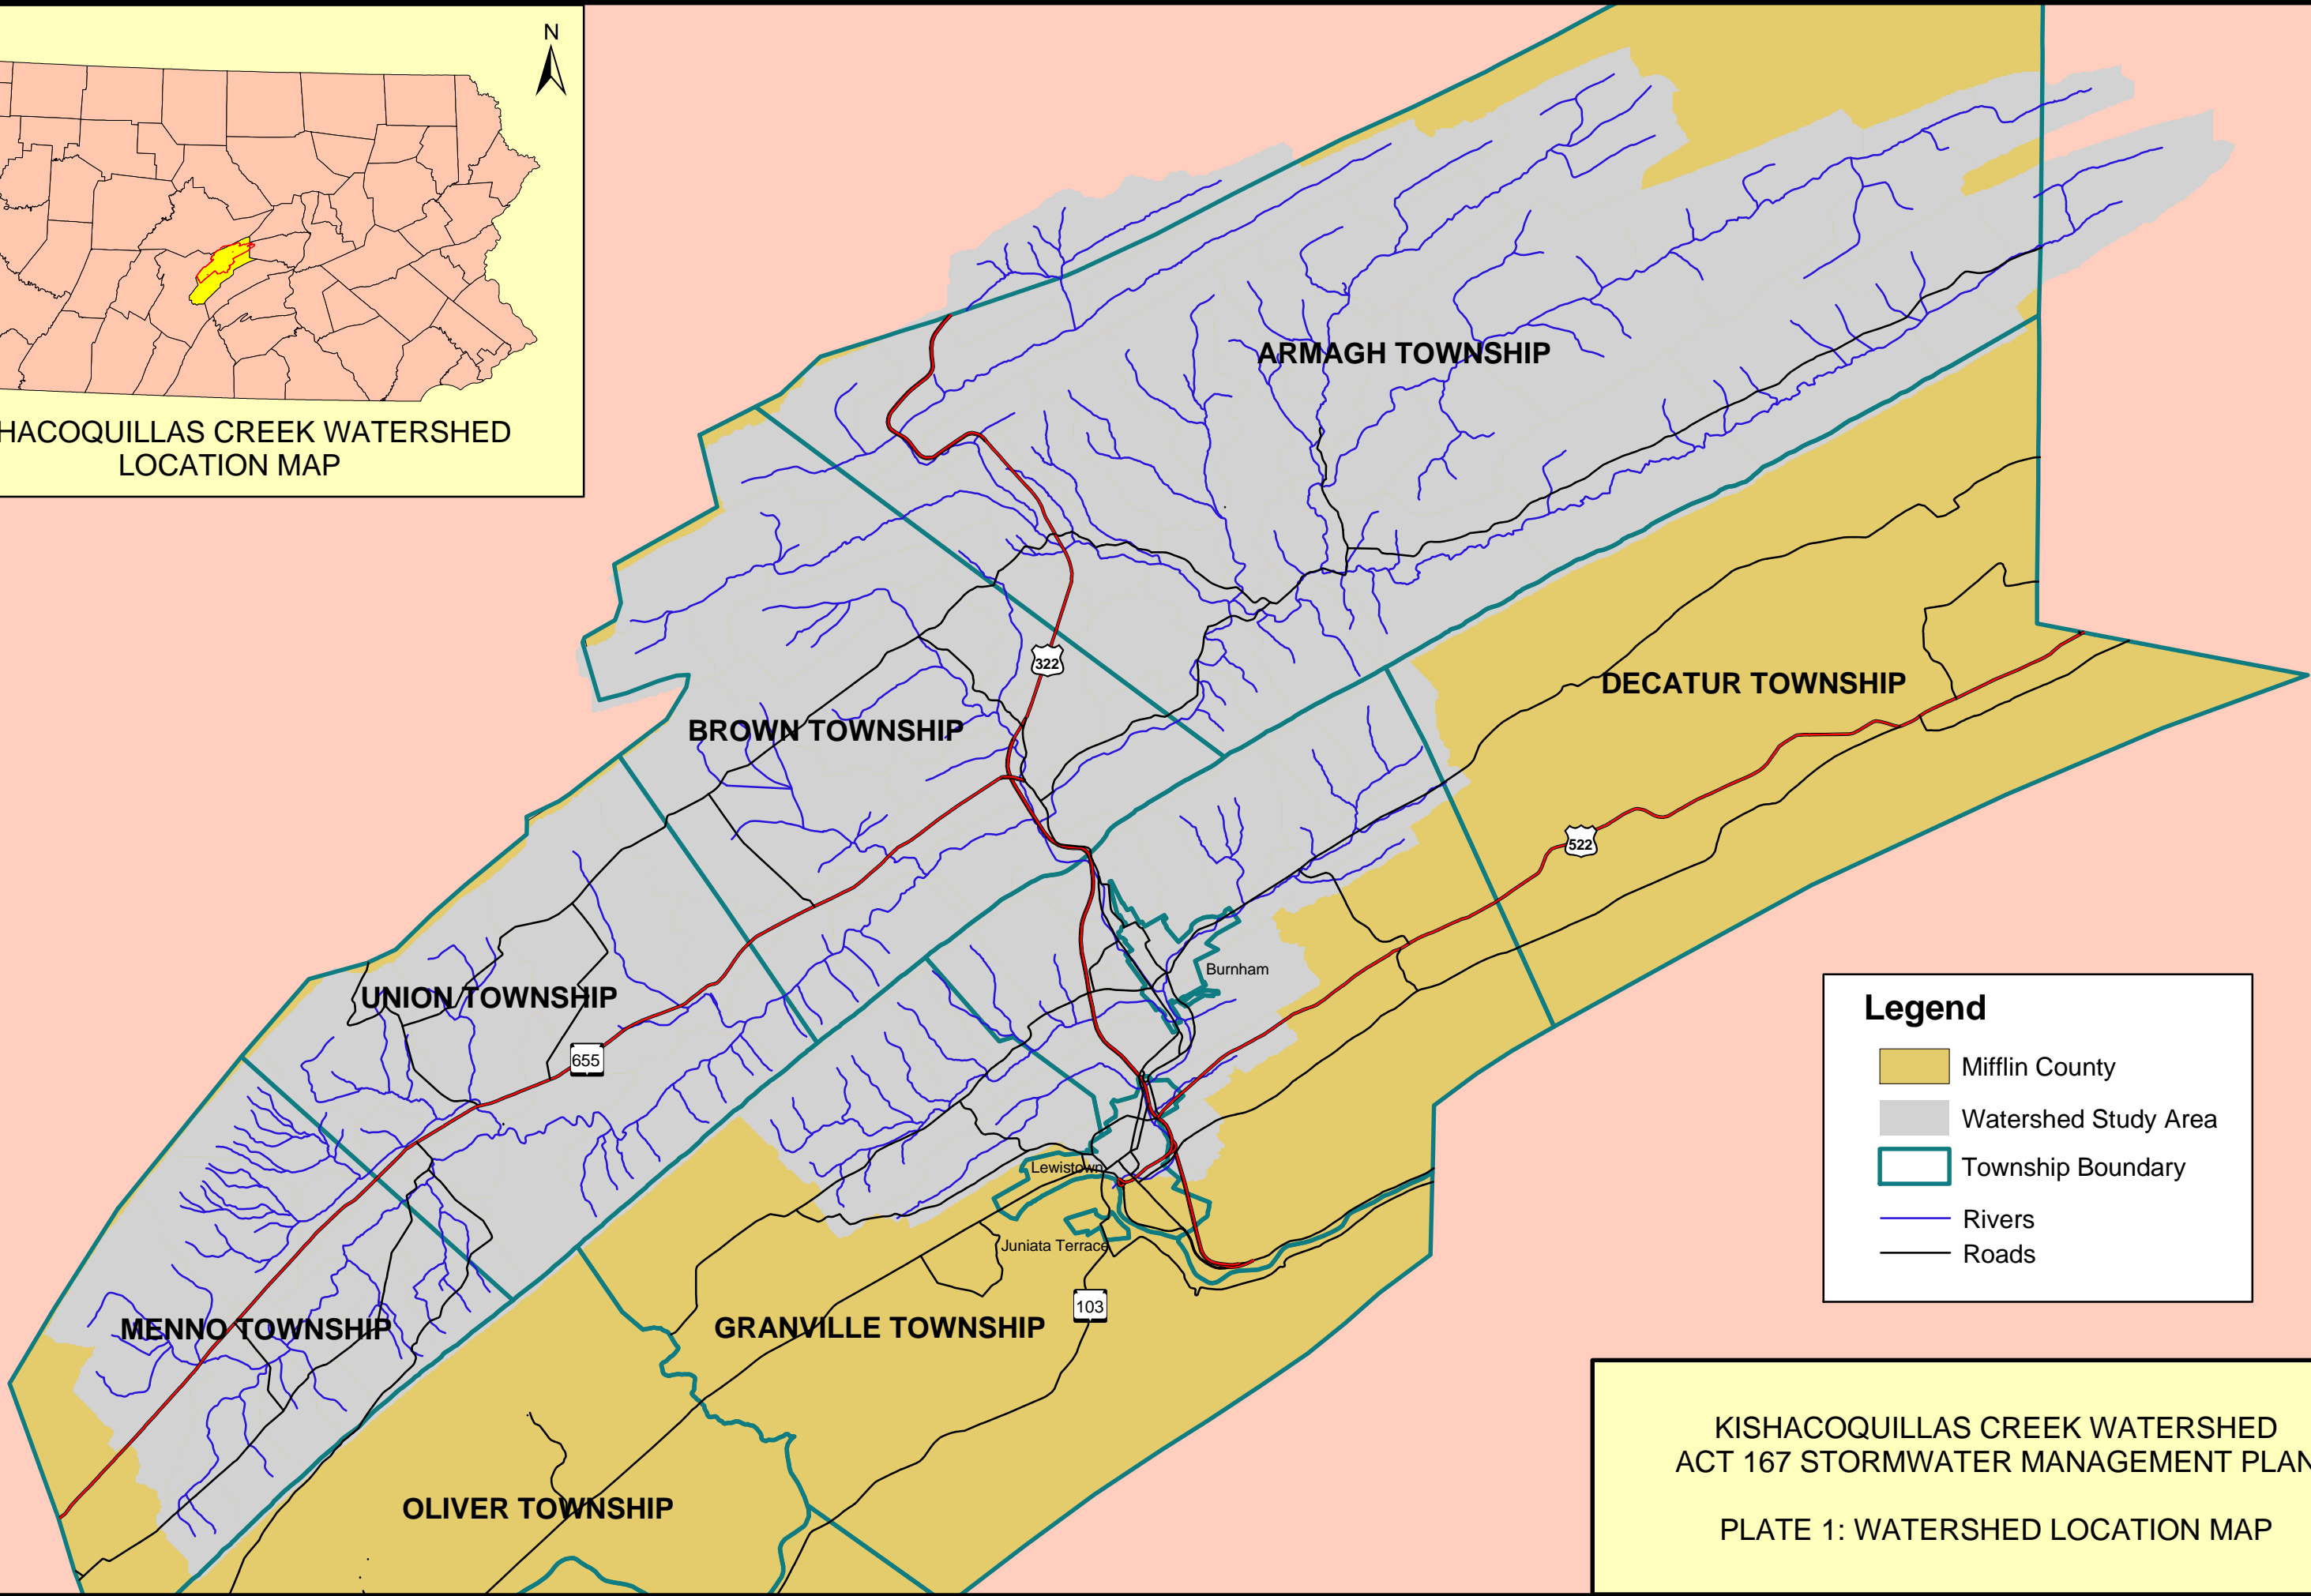 N
HACOQUILLAS CREEK WATERSHED
LOCATION MAP
ARMAGH TOWNSHIP
322
DECATUR TOWNSHIP
BROWN TOWNSHIP
522
Burnham
UNION TOWNSHIP
655
Lewistown
Juniata Terrace
103
MENNO TOWNSHIP
GRANVILLE TOWNSHIP
OLIVER TOWNSHIP
Legend
Mifflin County
Watershed Study Area
Township Boundary
Rivers
Roads
KISHACOQUILLAS CREEK WATERSHED
ACT 167 STORMWATER MANAGEMENT PLAN
PLATE 1: WATERSHED LOCATION MAP